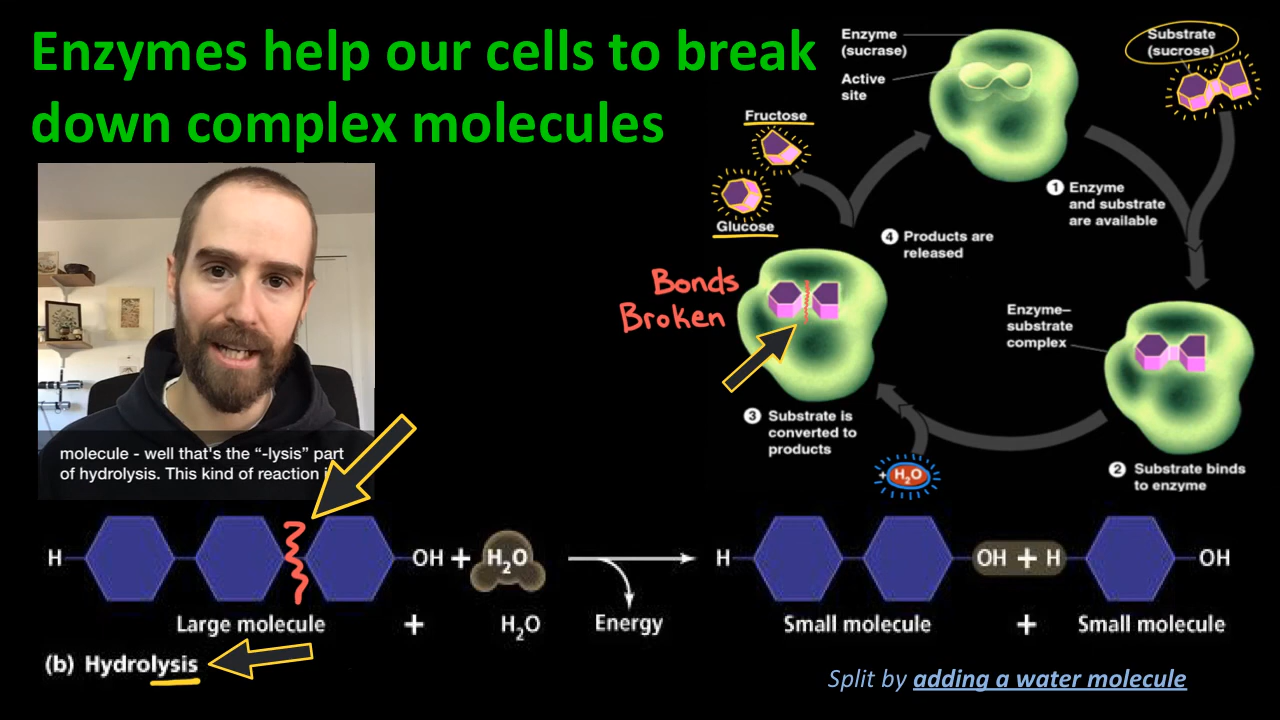 Enzymes help our cells to break
down complex molecules
Enzyme
(sucrase)
Active
site
Substrate
(sucrose)
Fructose
Glucose
1 Enzyme
and substrate
are available
4 Products are
released
Bonds
Broken
Enzyme–
substrate
complex
3 Substrate is
converted to
products
+ H₂O
2 Substrate binds
to enzyme
molecule - well that's the “-lysis” part
of hydrolysis. This kind of reaction
H OH + H₂O H OH + H OH
Large molecule + H₂O Energy Small molecule + Small molecule
(b) Hydrolysis
Split by adding a water molecule